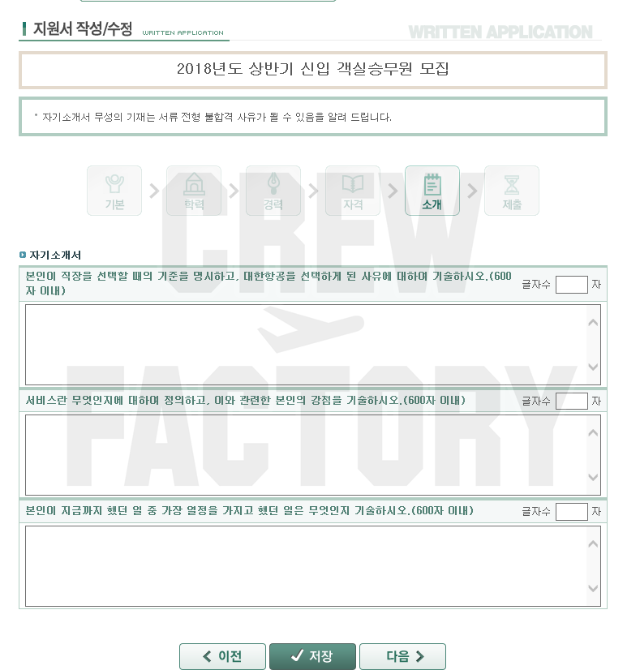 지원서 작성/수정 WRITTEN APPLICATION WRITTEN APPLICATION
2018년도 상반기 신입 객실승무원 모집
* 자기소개서 무성의 기재는 서류 전형 불합격 사유가 될 수 있음을 알려 드립니다.
기본 학력 경력 자격 소개 제출
CREW
자기소개서
본인이 직장을 선택할 때의 기준을 명시하고, 대한항공을 선택하게 된 사유에 대하여 기술하시오.(600
자 이내) 글자수 자
FACTORY
서비스란 무엇인지에 대하여 정의하고, 이와 관련한 본인의 강점을 기술하시오.(600자 이내) 글자수 자
본인이 지금까지 했던 일 중 가장 열정을 가지고 했던 일은 무엇인지 기술하시오.(600자 이내) 글자수 자
이전 저장 다음